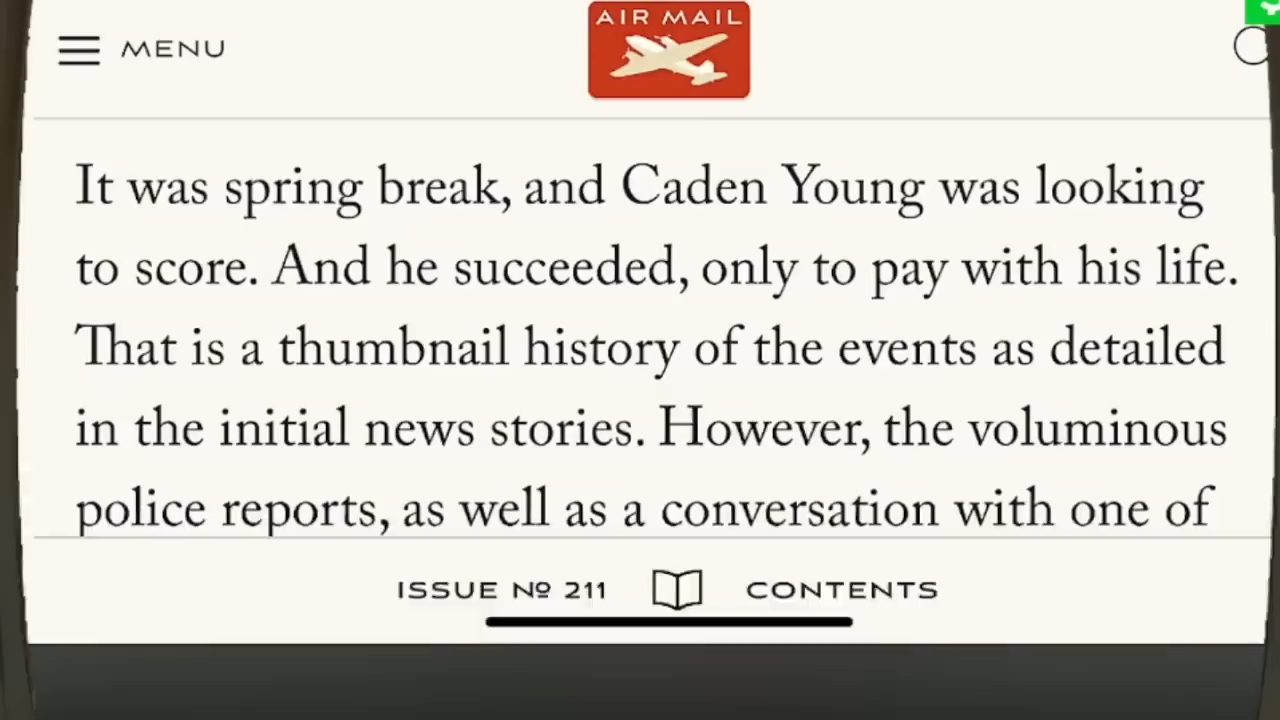 MENU
AIR MAIL
It was spring break, and Caden Young was looking
to score. And he succeeded, only to pay with his life.
That is a thumbnail history of the events as detailed
in the initial news stories. However, the voluminous
police reports, as well as a conversation with one of
ISSUE Nº 211
CONTENTS